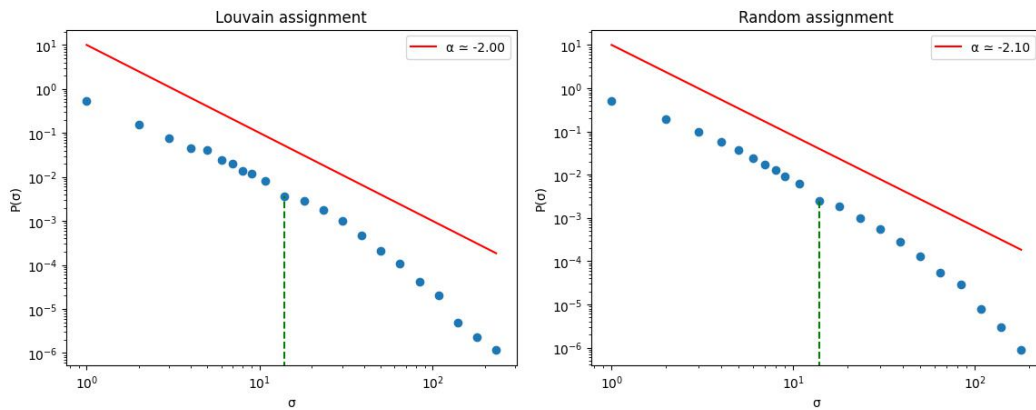 Louvain assignment
α ≃ -2.00
10¹
10⁰
10⁻¹
10⁻²
10⁻³
10⁻⁴
10⁻⁵
10⁻⁶
P(σ)
10⁰
10¹
10²
σ
Random assignment
α ≃ -2.10
10¹
10⁰
10⁻¹
10⁻²
10⁻³
10⁻⁴
10⁻⁵
10⁻⁶
P(σ)
10⁰
10¹
10²
σ